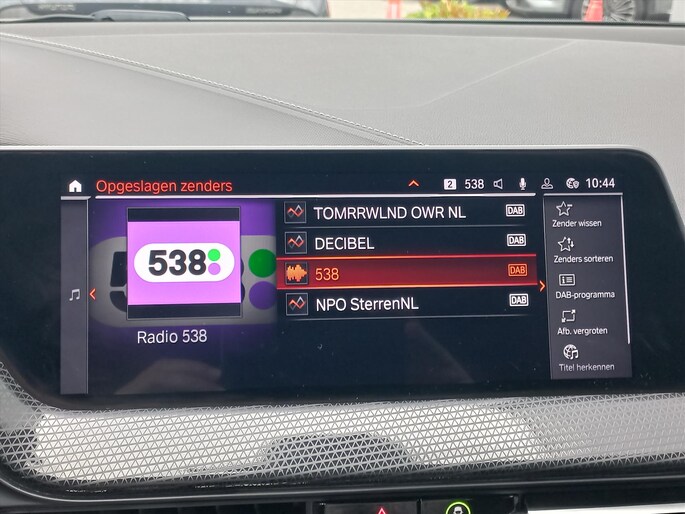 Opgeslagen zenders
2 538 10:44
538
Radio 538
TOMRRWLND OWR NL DAB
DECIBEL DAB
538 DAB
NPO SterrenNL DAB
Zender wissen
Zenders sorteren
DAB-programma
Afb. vergroten
Titel herkennen